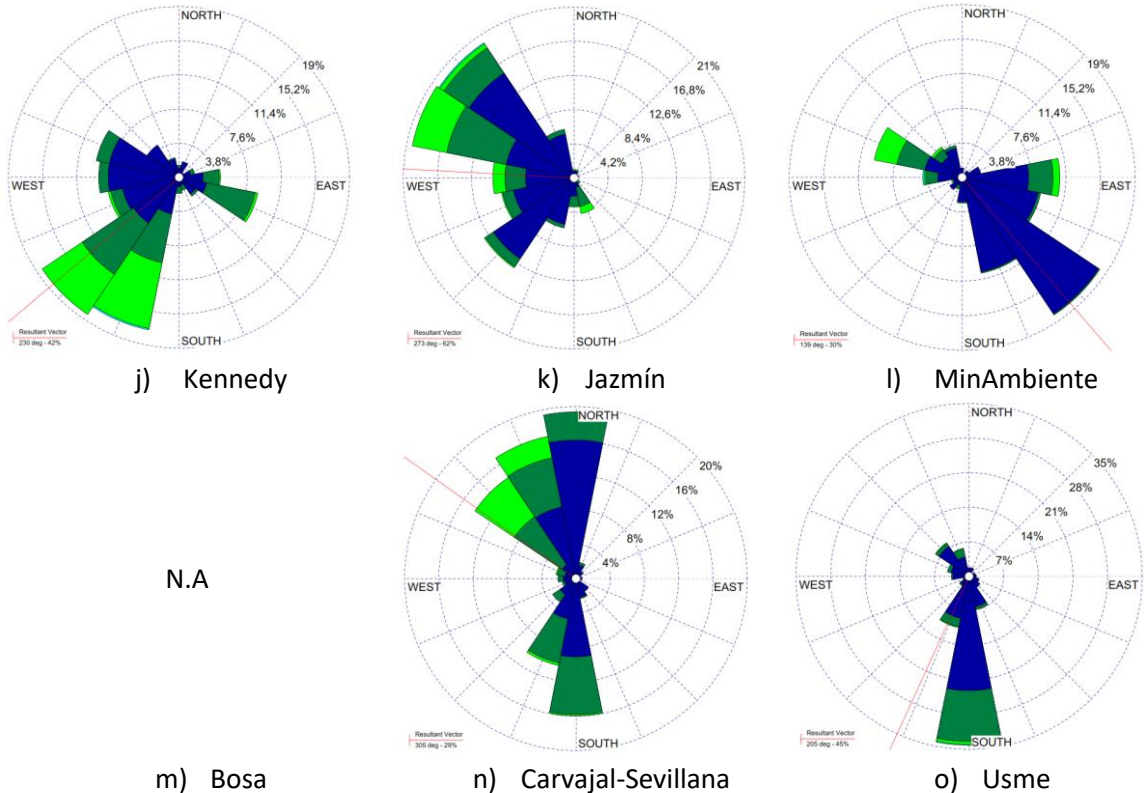 NORTH
19%
15,2%
11,4%
7,6%
3,8%
WEST
EAST
SOUTH
Resultant Vector
230 deg - 42%
j) Kennedy
NORTH
21%
16,8%
12,6%
8,4%
4,2%
WEST
EAST
SOUTH
Resultant Vector
273 deg - 62%
k) Jazmín
NORTH
19%
15,2%
11,4%
7,6%
3,8%
WEST
EAST
SOUTH
Resultant Vector
139 deg - 30%
l) MinAmbiente
N.A
m) Bosa
NORTH
20%
16%
12%
8%
4%
WEST
EAST
SOUTH
Resultant Vector
305 deg - 29%
n) Carvajal-Sevillana
NORTH
35%
28%
21%
14%
7%
WEST
EAST
SOUTH
Resultant Vector
205 deg - 45%
o) Usme